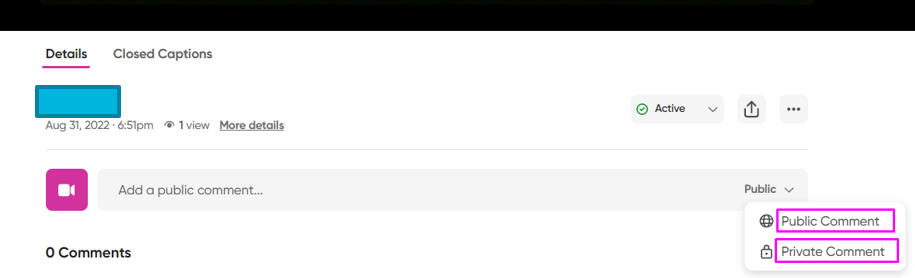 Details Closed Captions
Active
Aug 31, 2022 · 6:51pm 1 view More details
Add a public comment... Public
Public Comment
0 Comments
Private Comment